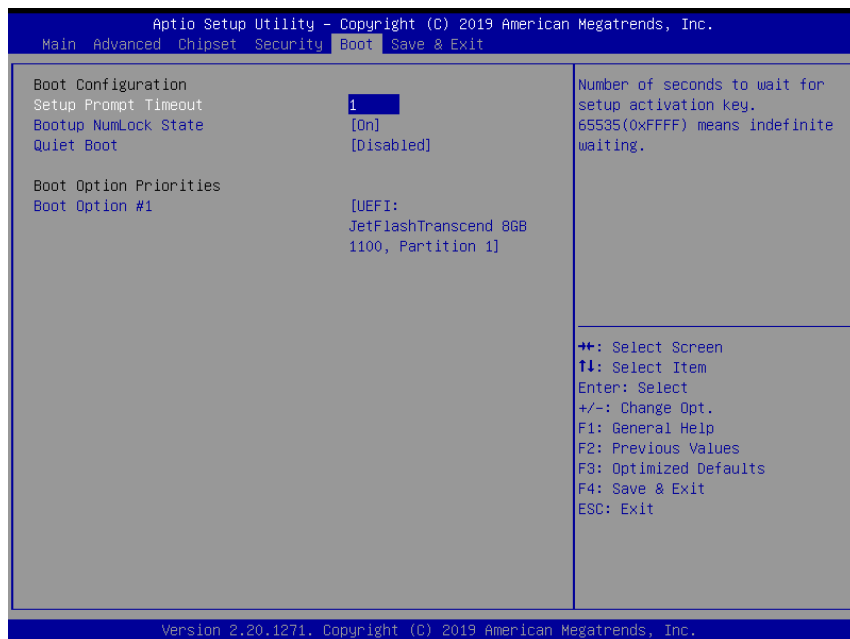 Aptio Setup Utility – Copyright (C) 2019 American Megatrends, Inc.
Main Advanced Chipset Security Boot Save & Exit
Boot Configuration
Setup Prompt Timeout 1
Bootup NumLock State [On]
Quiet Boot [Disabled]
Boot Option Priorities
Boot Option #1 [UEFI:
JetFlashTranscend 8GB
1100, Partition 1]
Number of seconds to wait for
setup activation key.
65535(0xFFFF) means indefinite
waiting.
→←: Select Screen
↑↓: Select Item
Enter: Select
+/-: Change Opt.
F1: General Help
F2: Previous Values
F3: Optimized Defaults
F4: Save & Exit
ESC: Exit
Version 2.20.1271. Copyright (C) 2019 American Megatrends, Inc.